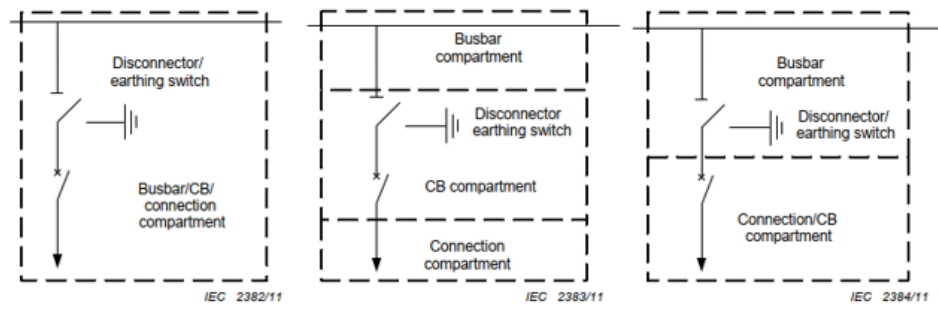 Disconnector/
earthing switch
Busbar/CB/
connection
compartment
IEC 2382/11
Busbar
compartment
Disconnector
earthing switch
CB compartment
Connection
compartment
IEC 2383/11
Busbar
compartment
Disconnector/
earthing switch
Connection/CB
compartment
IEC 2384/11